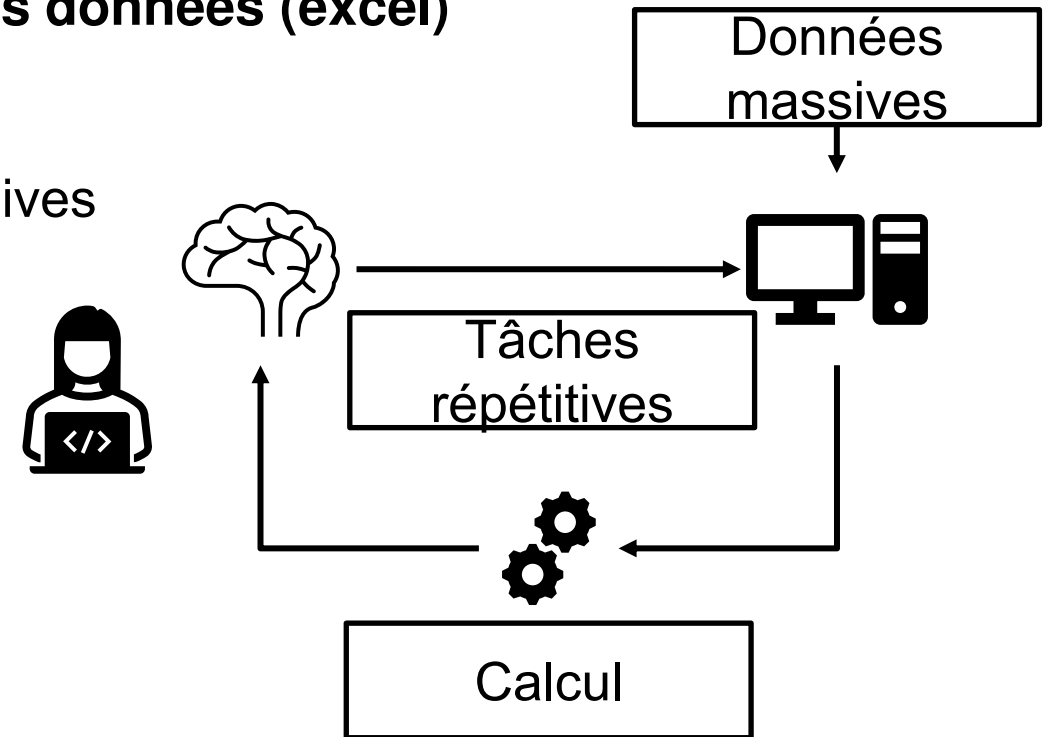 s données (excel)
Données
massives
ives
Tâches
répétitives
</>
Calcul